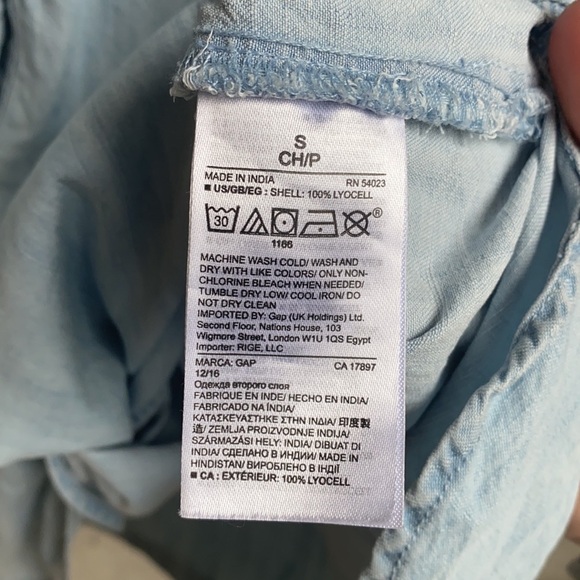 S
CH/P
MADE IN INDIA RN 54023
■ US/GB/EG : SHELL: 100% LYOCELL
30
1166
MACHINE WASH COLD/ WASH AND
DRY WITH LIKE COLORS/ ONLY NON-
CHLORINE BLEACH WHEN NEEDED/
TUMBLE DRY LOW/ COOL IRON/ DO
NOT DRY CLEAN
IMPORTED BY: Gap (UK Holdings) Ltd.
Second Floor, Nations House, 103
Wigmore Street, London W1U 1QS Egypt
Importer: RIGE, LLC
MARCA: GAP CA 17897
12/16
Одежда второго слоя
FABRIQUE EN INDE/ HECHO EN INDIA/
FABRICADO NA ÍNDIA/
ΚΑΤΑΣΚΕΥΑΣΤΗΚΕ ΣΤΗΝ ΙΝΔΙΑ/ 印度製
造/ ZEMLJA PROIZVODNJE INDIJA/
SZÁRMAZÁSI HELY: INDIA/ DIBUAT DI
INDIA/ СДЕЛАНО В ИНДИИ/ MADE IN
HINDISTAN/ ВИРОБЛЕНО В ІНДІЇ
■ CA : EXTÉRIEUR: 100% LYOCELL